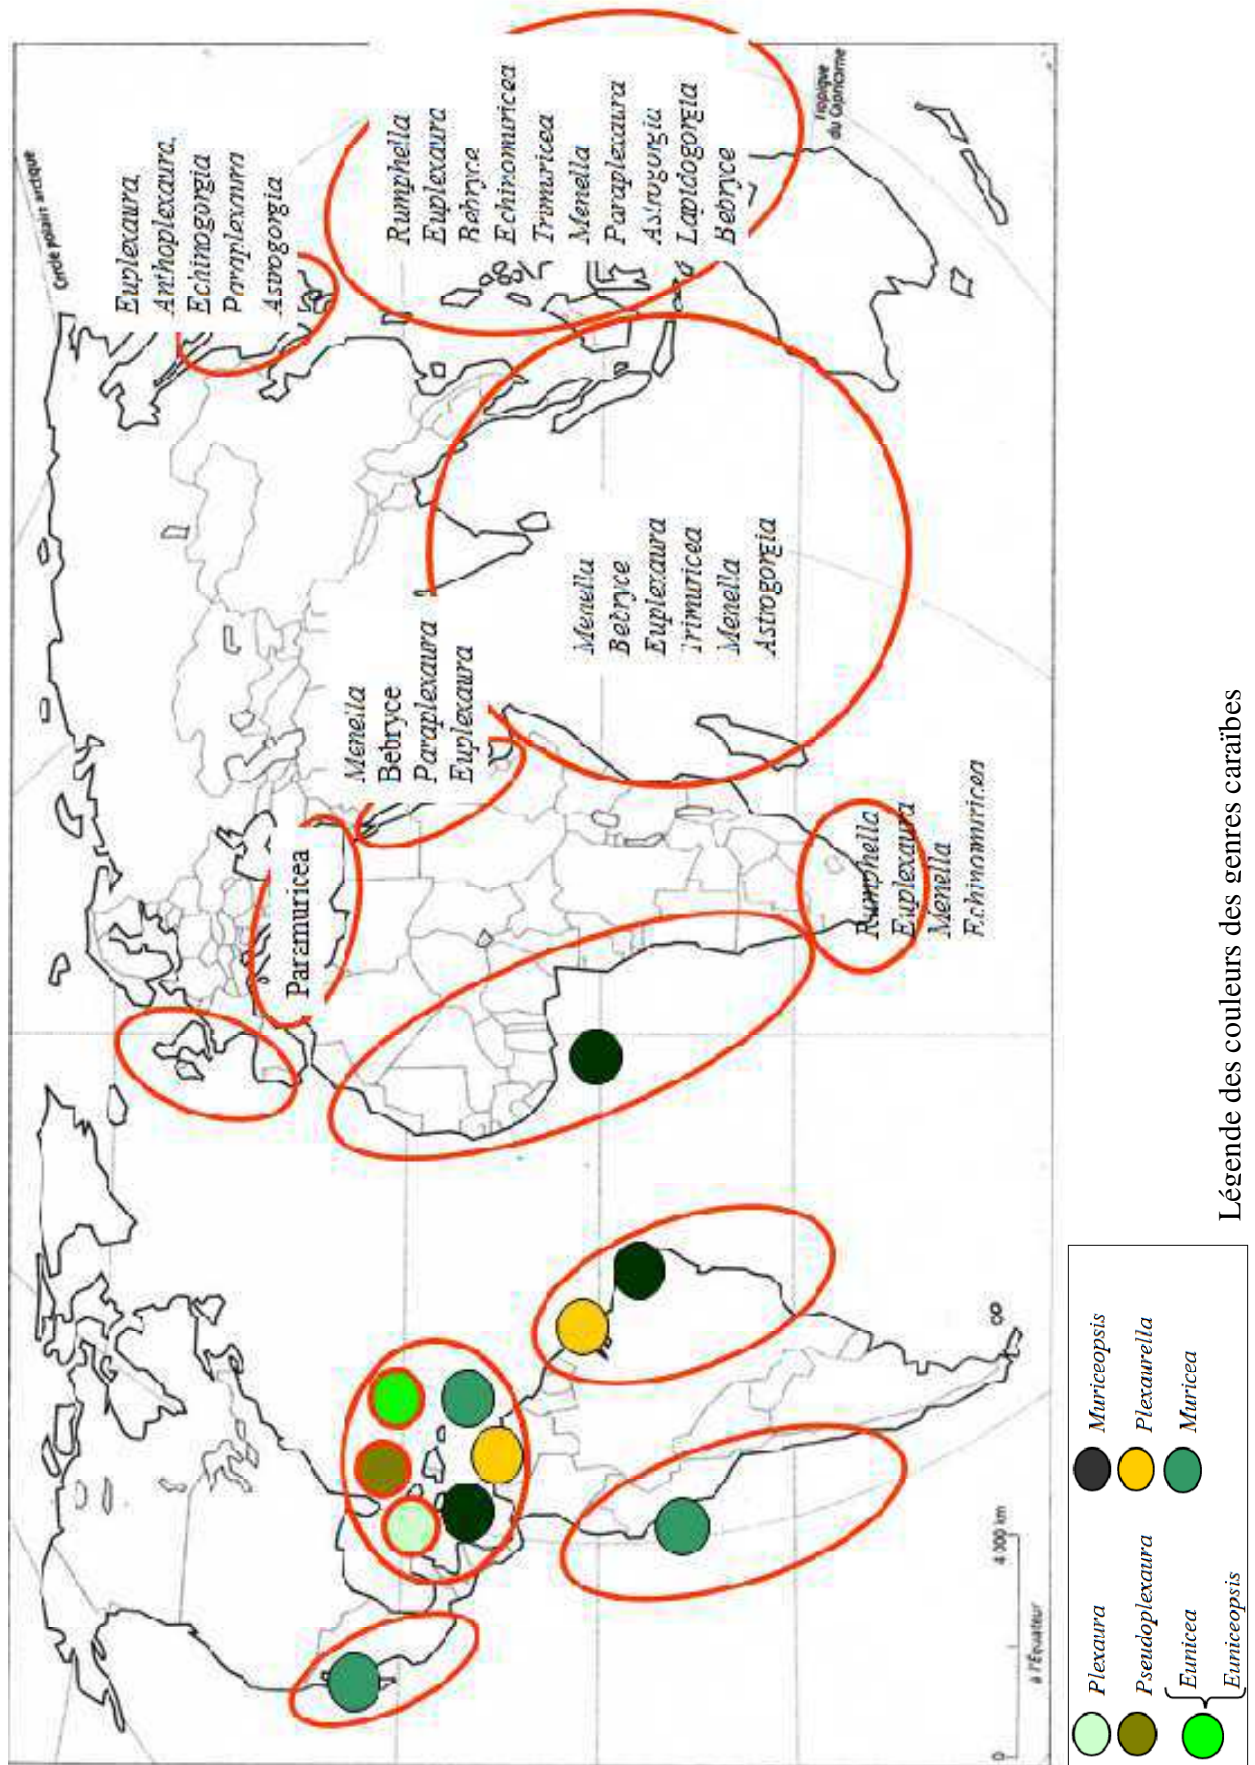 Cercle polaire arctique
Tropique
du Capricorne
Euplexaura,
Anthoplexaura,
Echinogorgia
Paraplexaura
Astrogorgia
Rumphella
Euplexaura
Bebryce
Echinomuricea
Trimuricea
Menella
Paraplexaura
Astrogorgia
Lapidogorgia
Bebryce
Menella
Bebryce
Paraplexaura
Euplexaura
Menella
Bebryce
Euplexaura
Trimuricea
Menella
Astrogorgia
Paramuricea
Rumphella
Euplexaura
Menella
Echinomuricea
0 4 000 km
à l'Équateur
Légende des couleurs des genres caraïbes
Plexaura
Muriceopsis
Pseudoplexaura
Plexaurella
Eunicea
Muricea
Euniceopsis